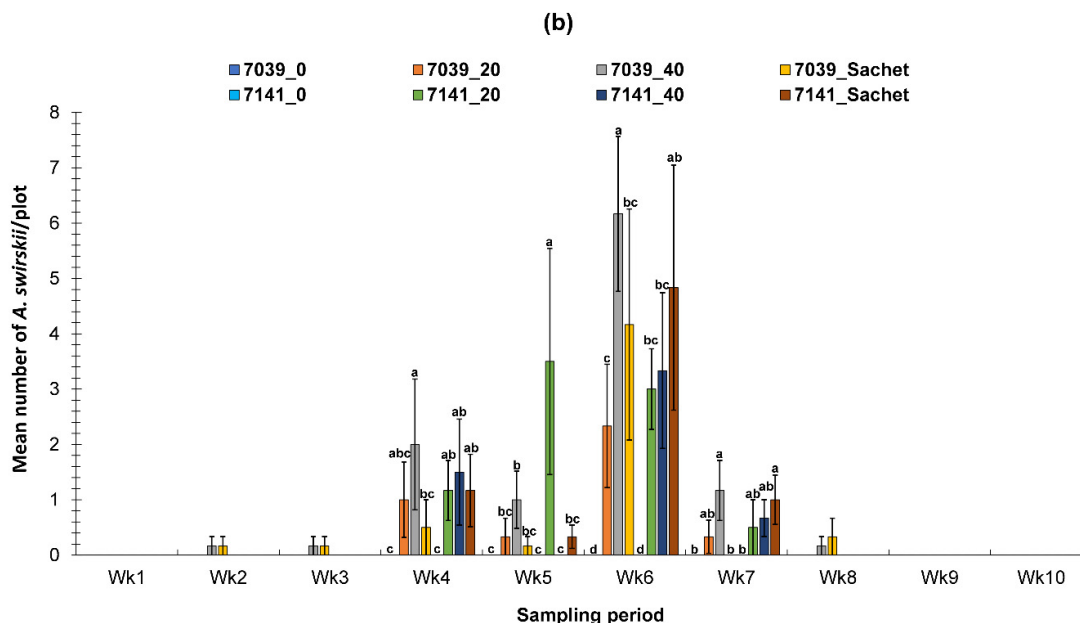 (b)
7039_0 7039_20 7039_40 7039_Sachet
7141_0 7141_20 7141_40 7141_Sachet
Mean number of A. swirskii/plot
8
7
6
5
4
3
2
1
0
c abc a bc c ab ab ab
c bc b bc c a c b bc
d c a bc d bc bc ab
b ab a b b ab ab a
Wk1 Wk2 Wk3 Wk4 Wk5 Wk6 Wk7 Wk8 Wk9 Wk10
Sampling period